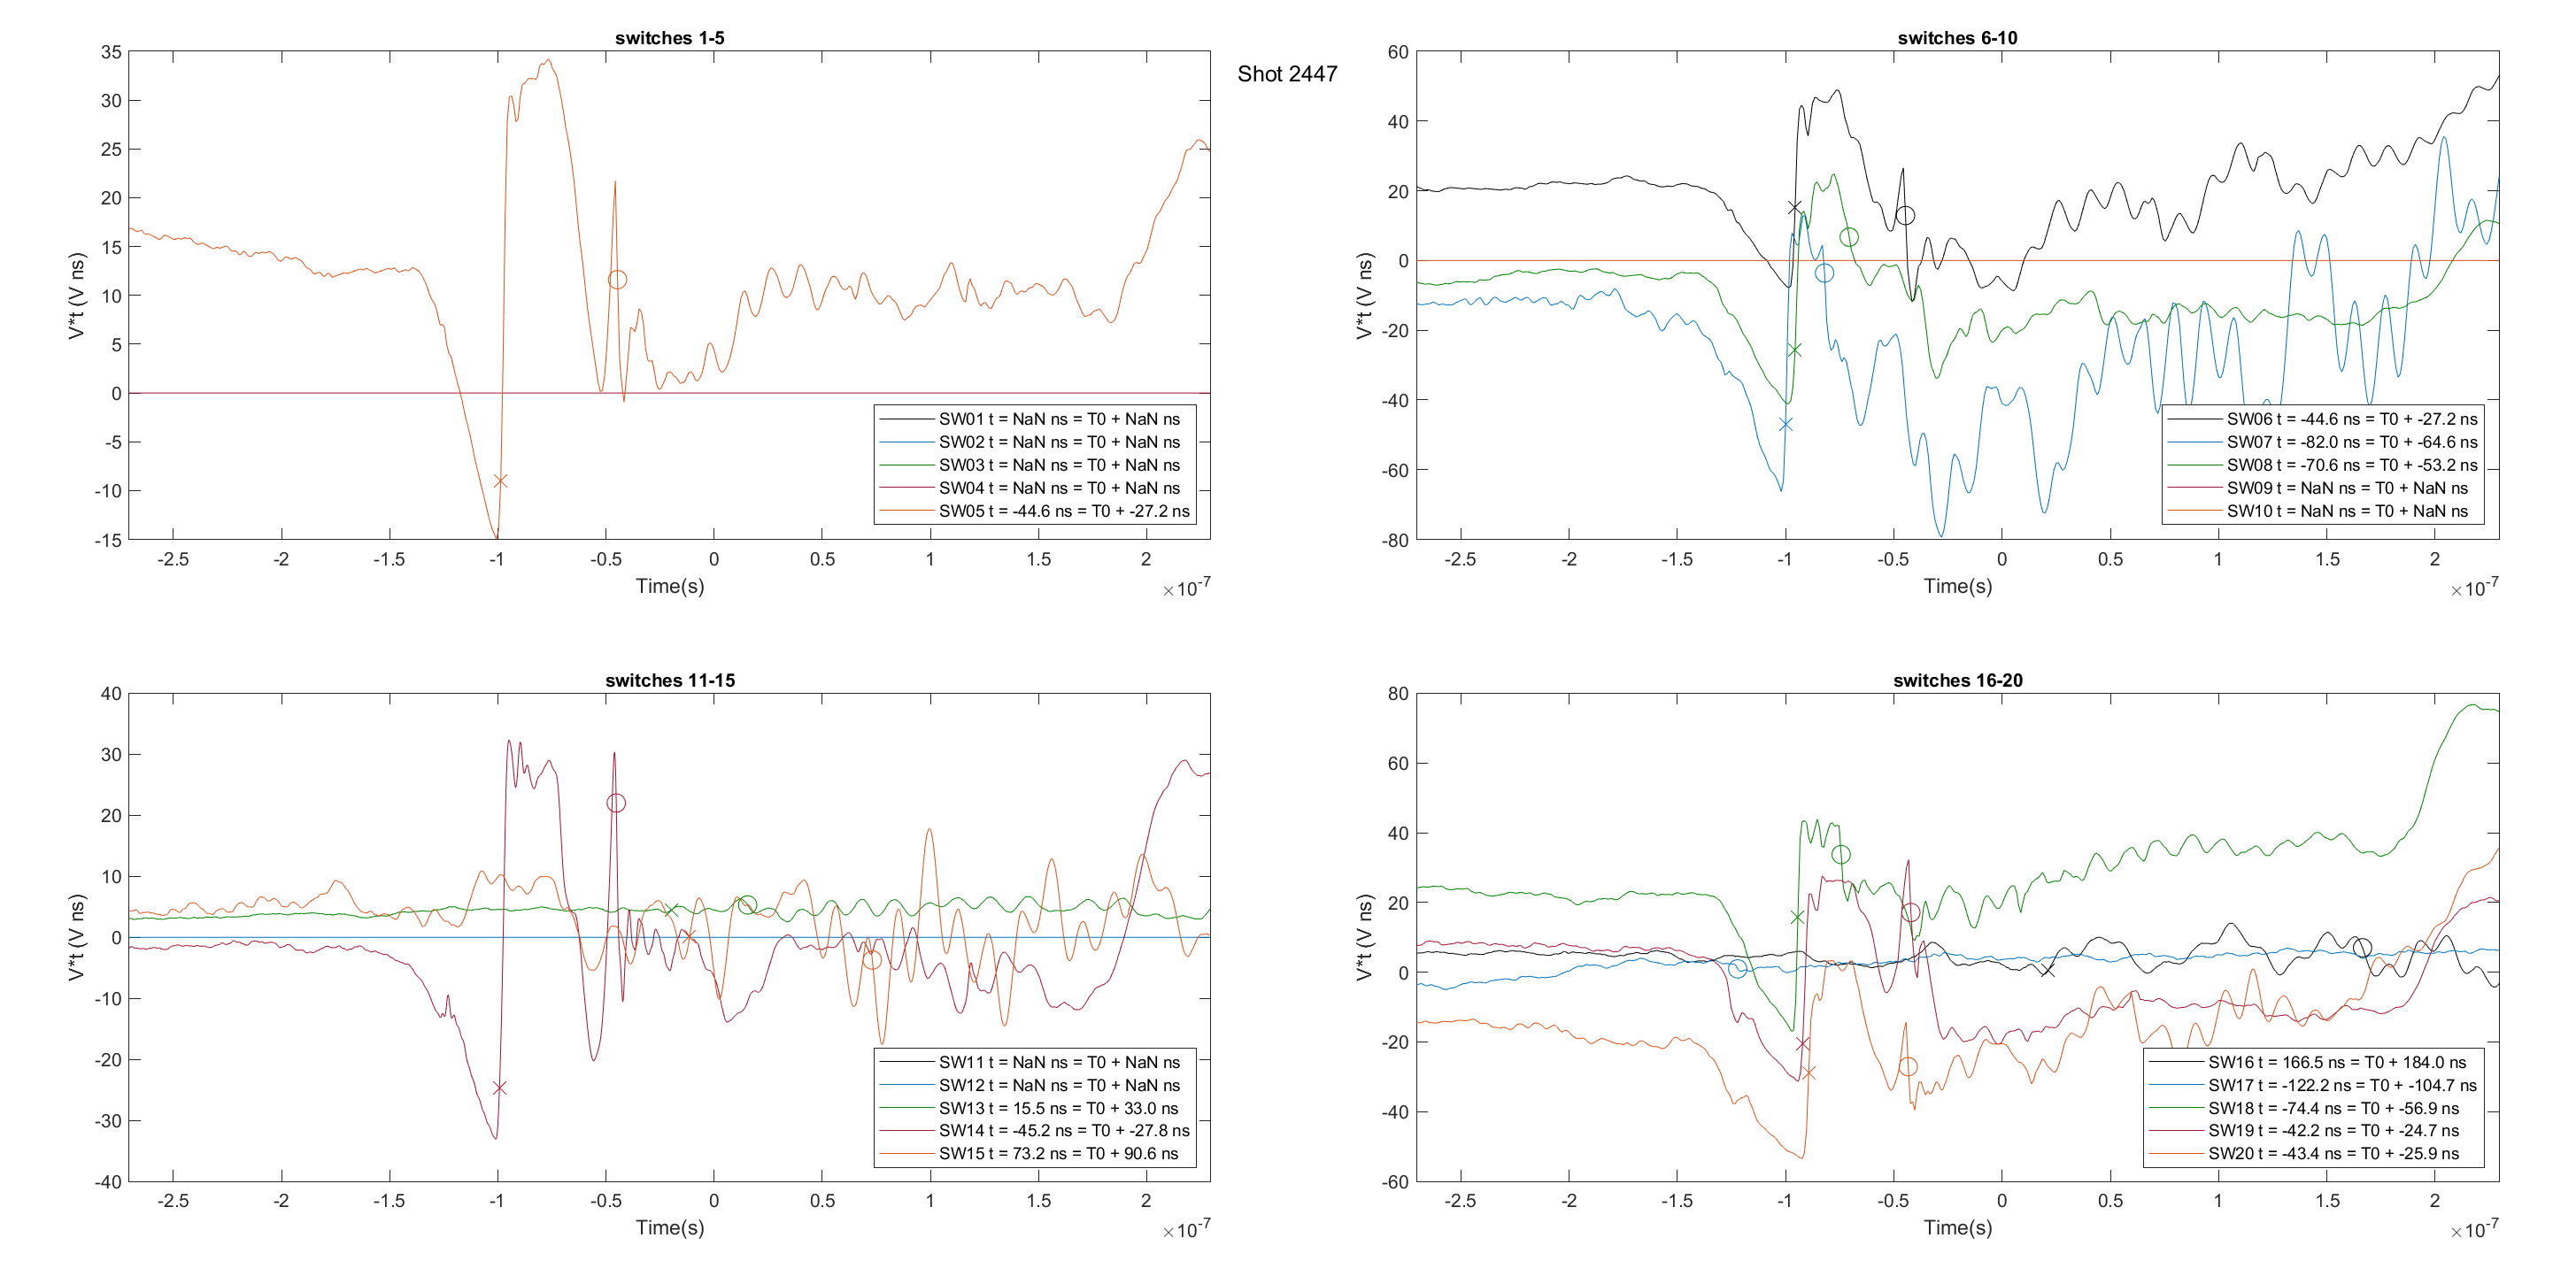 switches 1-5
35
30
25
20
15
10
5
0
-5
-10
-15
V*t (V ns)
-2.5 -2 -1.5 -1 -0.5 0 0.5 1 1.5 2
Time(s)
×10-7
SW01 t = NaN ns = T0 + NaN ns
SW02 t = NaN ns = T0 + NaN ns
SW03 t = NaN ns = T0 + NaN ns
SW04 t = NaN ns = T0 + NaN ns
SW05 t = -44.6 ns = T0 + -27.2 ns
Shot 2447
switches 6-10
60
40
20
0
-20
-40
-60
-80
V*t (V ns)
-2.5 -2 -1.5 -1 -0.5 0 0.5 1 1.5 2
Time(s)
×10-7
SW06 t = -44.6 ns = T0 + -27.2 ns
SW07 t = -82.0 ns = T0 + -64.6 ns
SW08 t = -70.6 ns = T0 + -53.2 ns
SW09 t = NaN ns = T0 + NaN ns
SW10 t = NaN ns = T0 + NaN ns
switches 11-15
40
30
20
10
0
-10
-20
-30
-40
V*t (V ns)
-2.5 -2 -1.5 -1 -0.5 0 0.5 1 1.5 2
Time(s)
×10-7
SW11 t = NaN ns = T0 + NaN ns
SW12 t = NaN ns = T0 + NaN ns
SW13 t = 15.5 ns = T0 + 33.0 ns
SW14 t = -45.2 ns = T0 + -27.8 ns
SW15 t = 73.2 ns = T0 + 90.6 ns
switches 16-20
80
60
40
20
0
-20
-40
-60
V*t (V ns)
-2.5 -2 -1.5 -1 -0.5 0 0.5 1 1.5 2
Time(s)
×10-7
SW16 t = 166.5 ns = T0 + 184.0 ns
SW17 t = -122.2 ns = T0 + -104.7 ns
SW18 t = -74.4 ns = T0 + -56.9 ns
SW19 t = -42.2 ns = T0 + -24.7 ns
SW20 t = -43.4 ns = T0 + -25.9 ns